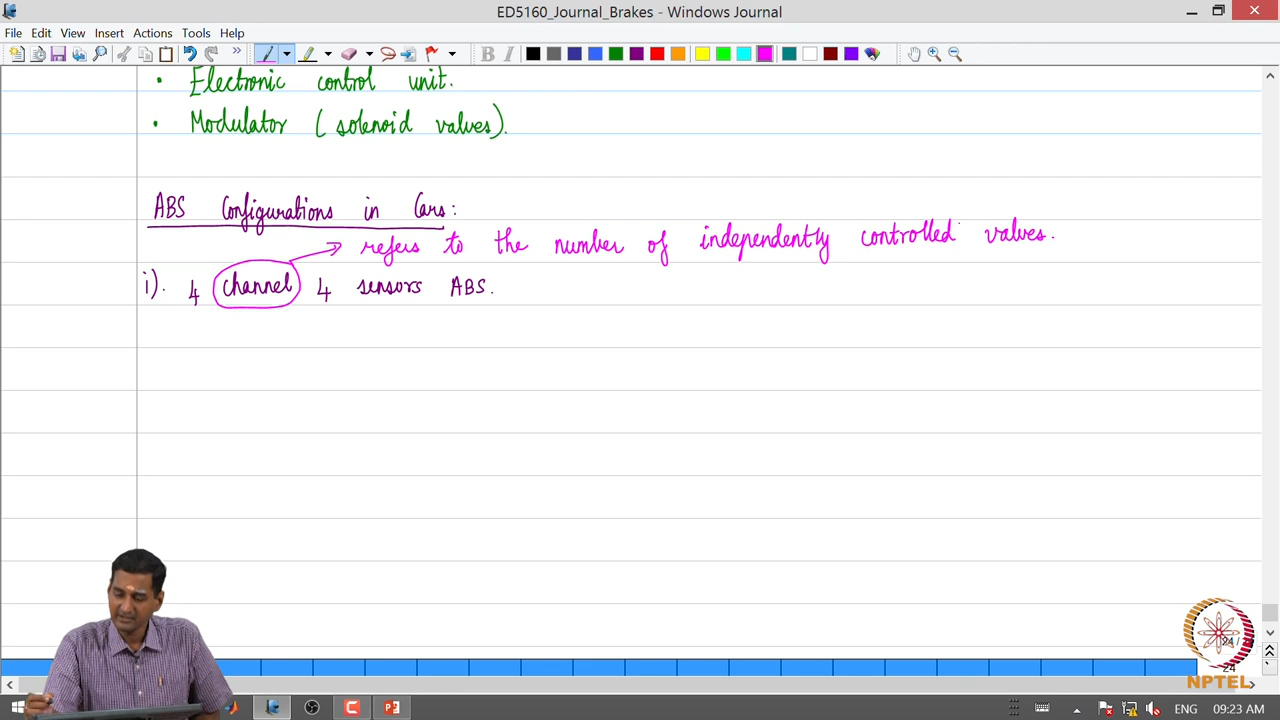 ED5160_Journal_Brakes - Windows Journal
File Edit View Insert Actions Tools Help
• Electronic control unit.
• Modulator (solenoid valves).
ABS Configurations in Cars:
refers to the number of independently controlled valves.
i). 4 channel 4 sensors ABS.
NPTEL
ENG 09:23 AM